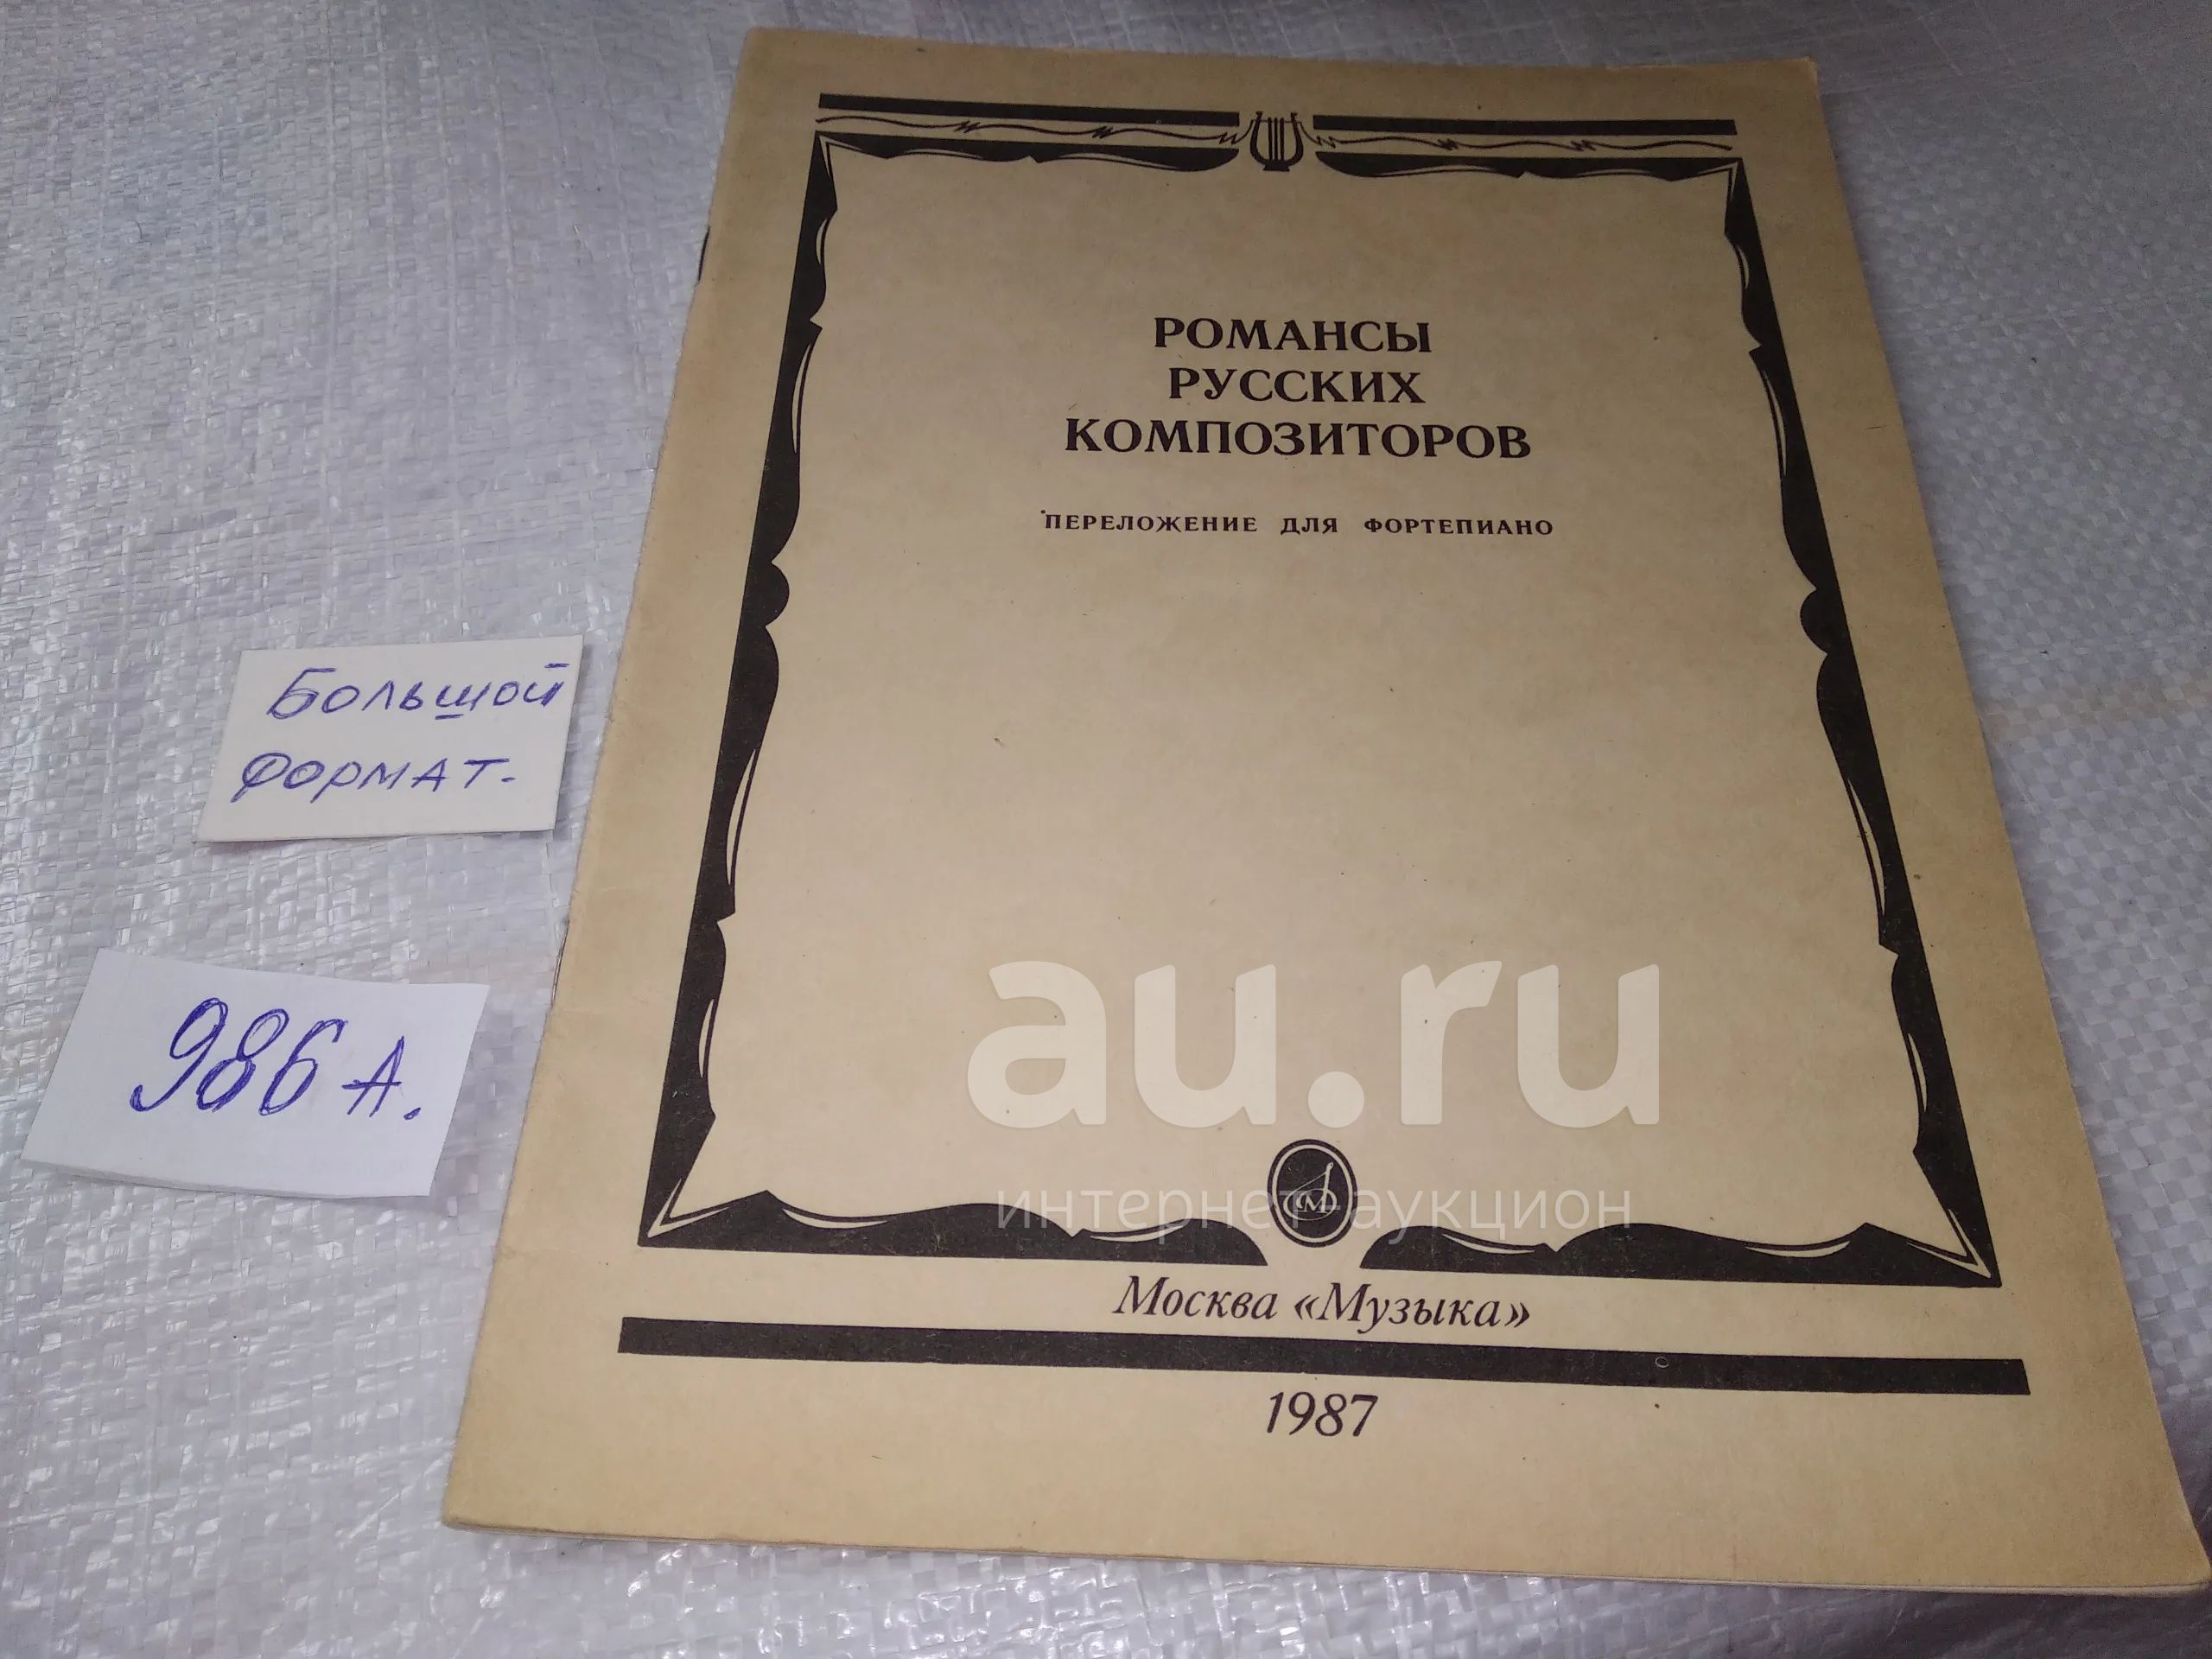 РОМАНСЫ
РУССКИХ
КОМПОЗИТОРОВ
ПЕРЕЛОЖЕНИЕ ДЛЯ ФОРТЕПИАНО
Большой
формат.
986 А.
au.ru
интернет-аукцион
М
Москва «Музыка»
1987